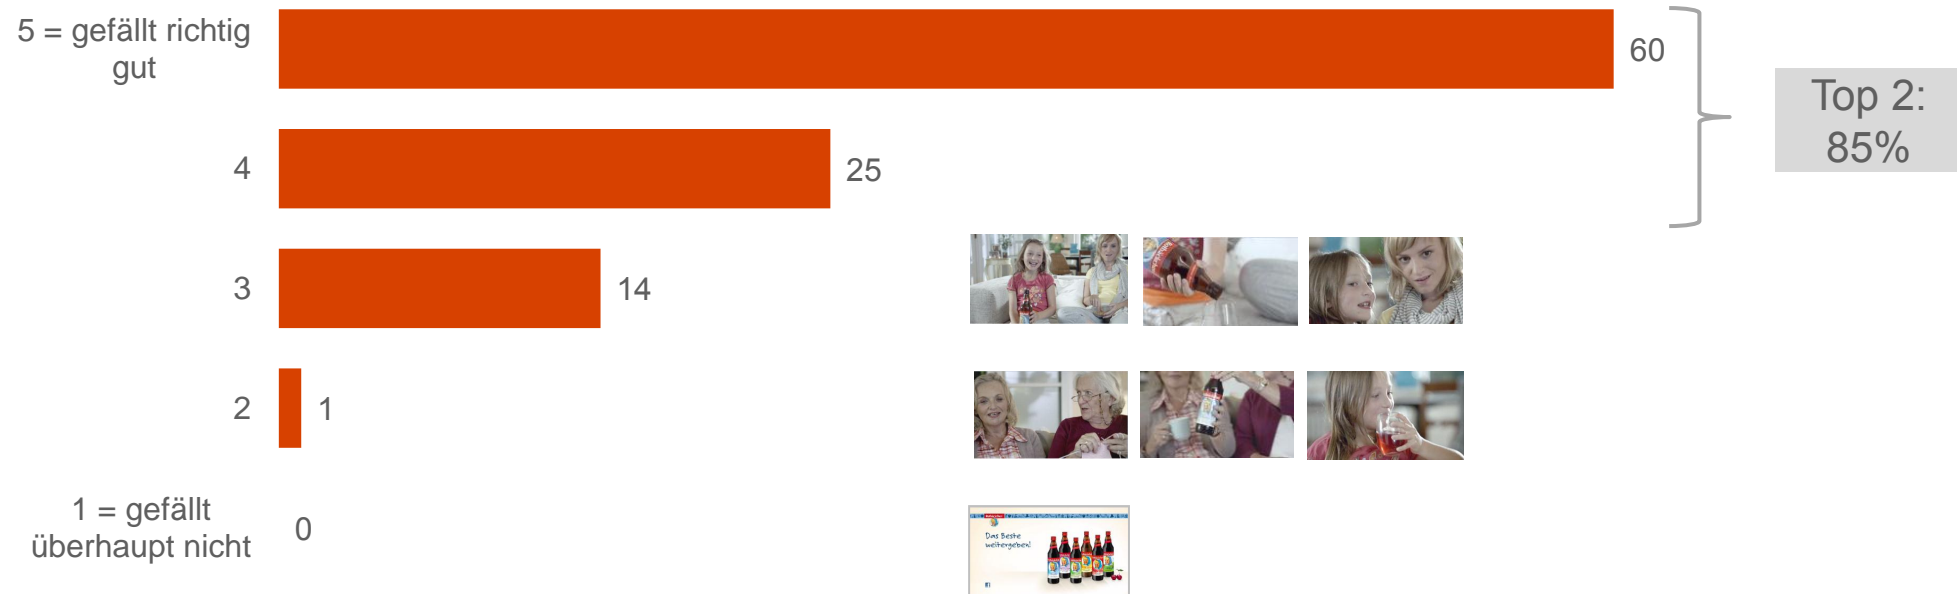 5 = gefällt richtig
gut
60
Top 2:
85%
4
25
3
14
2
1
1 = gefällt
überhaupt nicht
0
Das Beste
weitergeben!